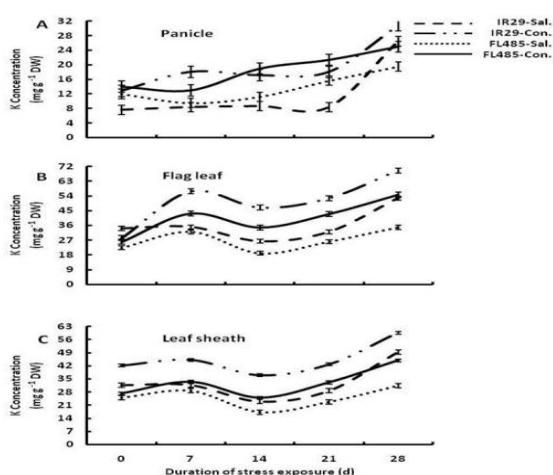 A
Panicle
IR29-Sal.
IR29-Con.
FL485-Sal.
FL485-Con.
K Concentration
(mg g-1 DW)
32
28
24
20
16
12
8
4
0
B
Flag leaf
K Concentration
(mg g-1 DW)
72
63
54
45
36
27
18
9
0
C
Leaf sheath
K Concentration
(mg g-1 DW)
63
56
49
42
35
28
21
14
7
0
0 7 14 21 28
Duration of stress exposure (d)